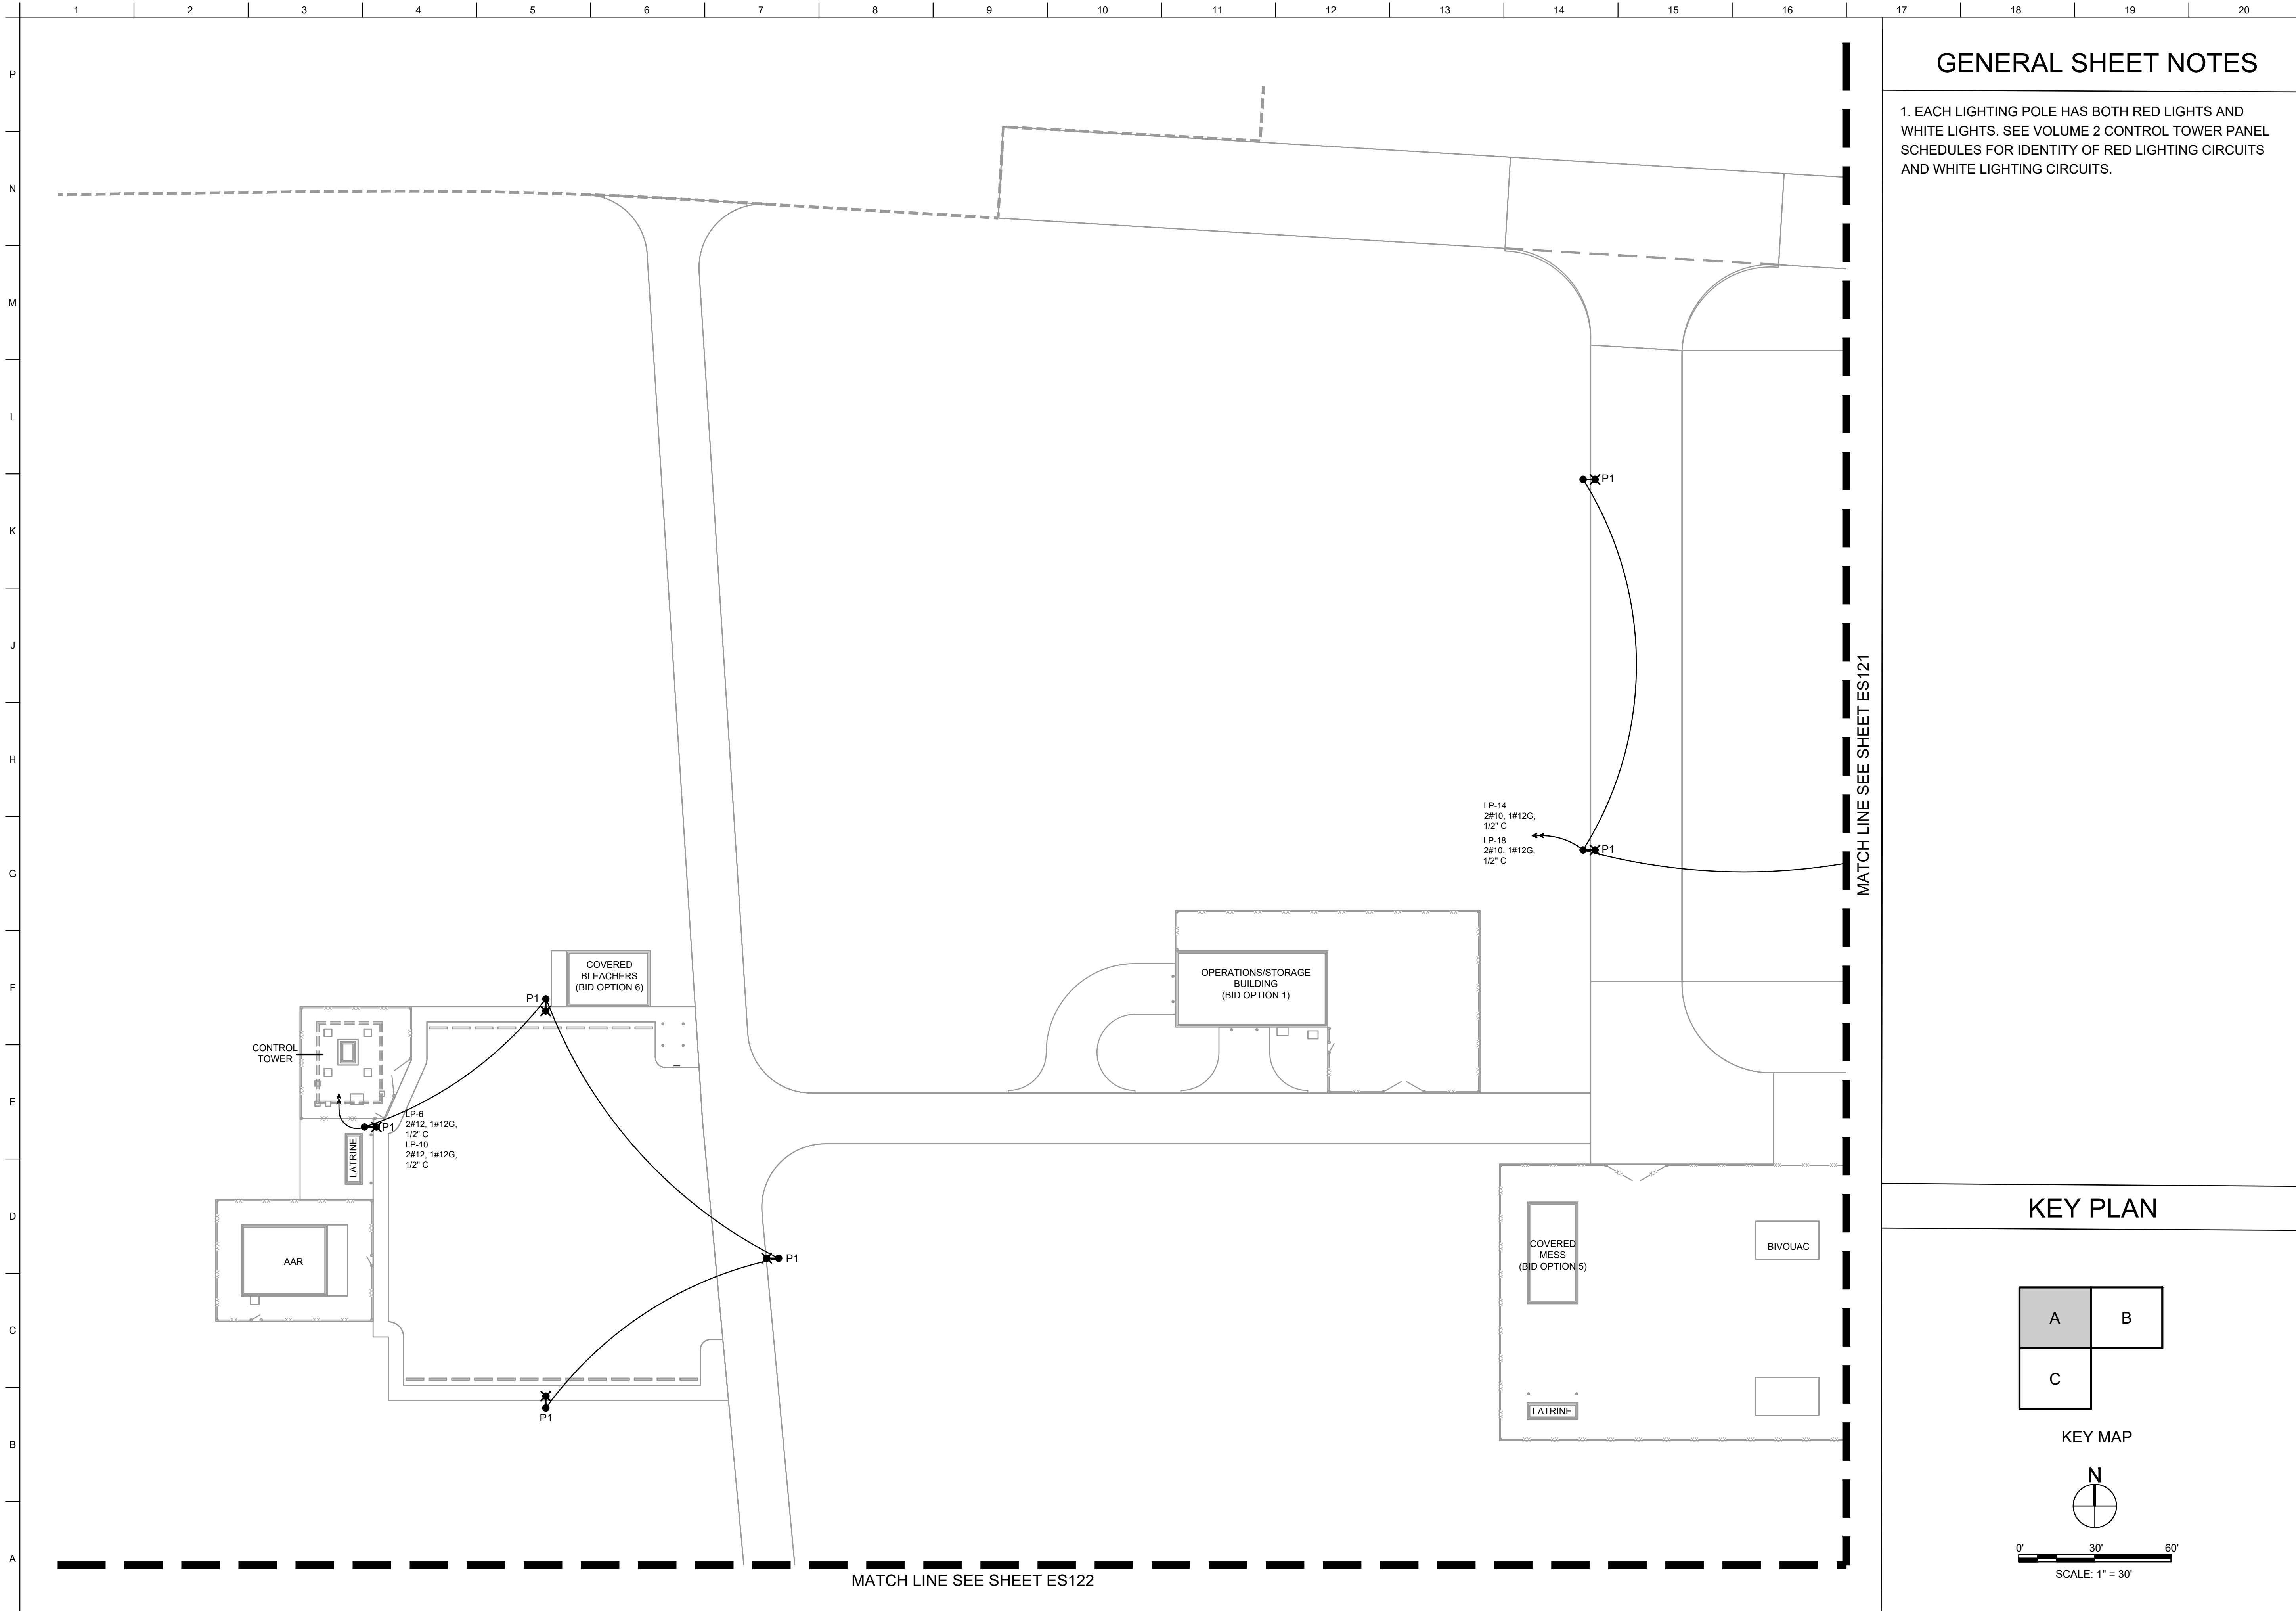 1 2 3 4 5 6 7 8 9 10 11 12 13 14 15 16 17 18 19 20
P
N
M
L
K
J
H
G
F
E
D
C
B
A
GENERAL SHEET NOTES
1. EACH LIGHTING POLE HAS BOTH RED LIGHTS AND
WHITE LIGHTS. SEE VOLUME 2 CONTROL TOWER PANEL
SCHEDULES FOR IDENTITY OF RED LIGHTING CIRCUITS
AND WHITE LIGHTING CIRCUITS.
P1
MATCH LINE SEE SHEET ES121
LP-14
2#10, 1#12G,
1/2" C
LP-18
2#10, 1#12G,
1/2" C
P1
COVERED
BLEACHERS
(BID OPTION 6)
P1
OPERATIONS/STORAGE
BUILDING
(BID OPTION 1)
CONTROL
TOWER
P1
LP-6
2#12, 1#12G,
1/2" C
LP-10
2#12, 1#12G,
1/2" C
LATRINE
AAR
P1
COVERED
MESS
(BID OPTION 5)
BIVOUAC
P1
LATRINE
MATCH LINE SEE SHEET ES122
KEY PLAN
A
B
C
KEY MAP
N
0' 30' 60'
SCALE: 1" = 30'